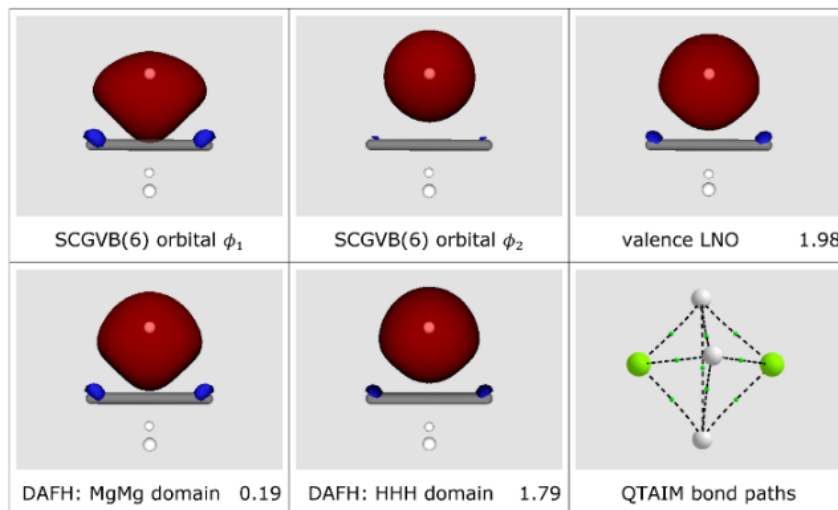 SCGVB(6) orbital ϕ₁ SCGVB(6) orbital ϕ₂ valence LNO 1.98
DAFH: MgMg domain 0.19 DAFH: HHH domain 1.79 QTAIM bond paths